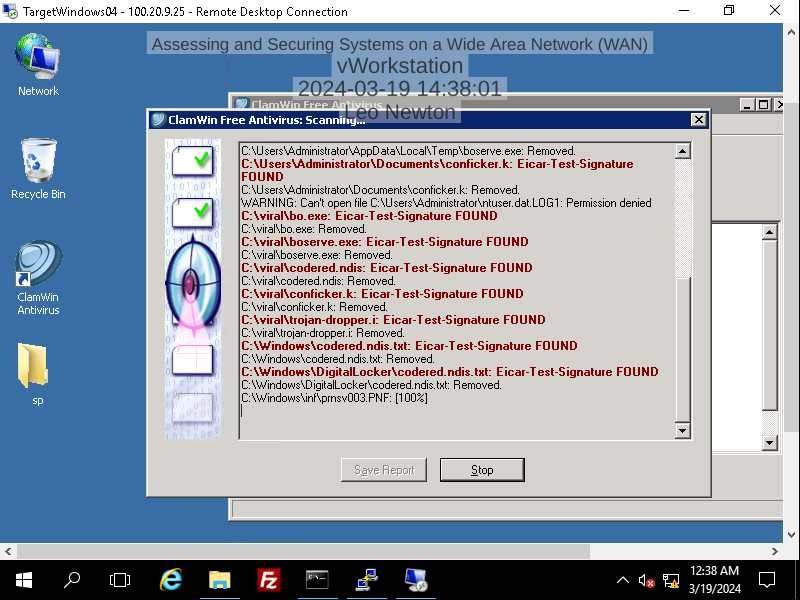 TargetWindows04 - 100.20.9.25 - Remote Desktop Connection
Assessing and Securing Systems on a Wide Area Network (WAN)
vWorkstation
2024-03-19 14:38:01
Leo Newton
Network
Recycle Bin
ClamWin
Antivirus
sp
ClamWin Free Antivirus
ClamWin Free Antivirus: Scanning...
C:\Users\Administrator\AppData\Local\Temp\boserve.exe: Removed.
C:\Users\Administrator\Documents\conficker.k: Eicar-Test-Signature
FOUND
C:\Users\Administrator\Documents\conficker.k: Removed.
WARNING: Can't open file C:\Users\Administrator\ntuser.dat.LOG1: Permission denied
C:\viral\bo.exe: Eicar-Test-Signature FOUND
C:\viral\bo.exe: Removed.
C:\viral\boserve.exe: Eicar-Test-Signature FOUND
C:\viral\boserve.exe: Removed.
C:\viral\codered.ndis: Eicar-Test-Signature FOUND
C:\viral\codered.ndis: Removed.
C:\viral\conficker.k: Eicar-Test-Signature FOUND
C:\viral\conficker.k: Removed.
C:\viral\trojan-dropper.i: Eicar-Test-Signature FOUND
C:\viral\trojan-dropper.i: Removed.
C:\Windows\codered.ndis.txt: Eicar-Test-Signature FOUND
C:\Windows\codered.ndis.txt: Removed.
C:\Windows\DigitalLocker\codered.ndis.txt: Eicar-Test-Signature FOUND
C:\Windows\DigitalLocker\codered.ndis.txt: Removed.
C:\Windows\inf\prnsv003.PNF: [100%]
Save Report
Stop
12:38 AM
3/19/2024